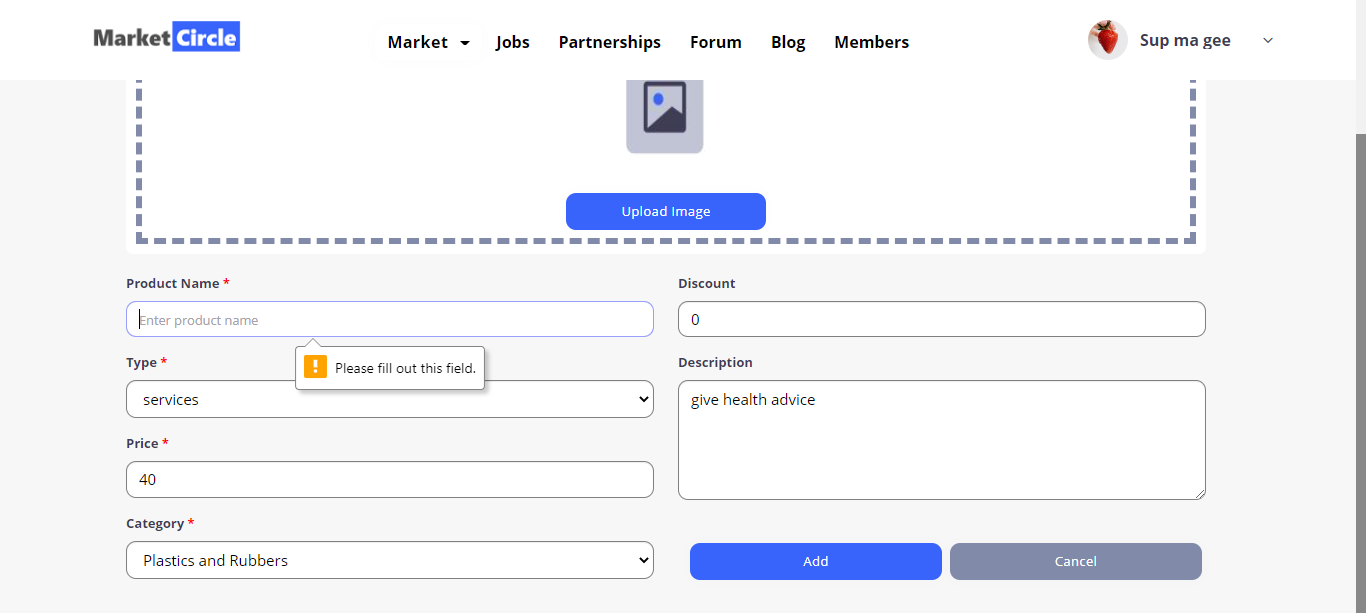 Market Circle
Market Jobs Partnerships Forum Blog Members
Sup ma gee
Upload Image
Product Name *
Enter product name
Please fill out this field.
Type *
services
Price *
40
Category *
Plastics and Rubbers
Discount
0
Description
give health advice
Add
Cancel